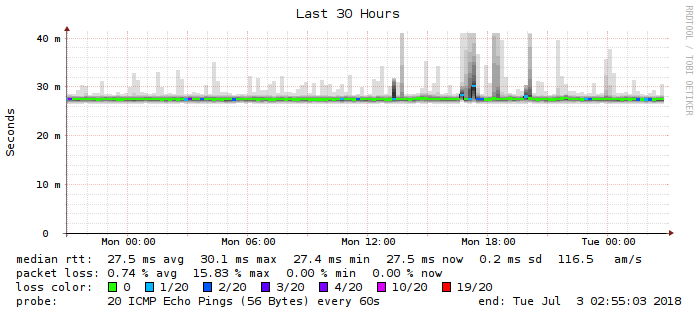 Last 30 Hours
RRDTOOL / TOBI OETIKER
Seconds
40 m
30 m
20 m
10 m
0
Mon 00:00 Mon 06:00 Mon 12:00 Mon 18:00 Tue 00:00
median rtt: 27.5 ms avg 30.1 ms max 27.4 ms min 27.5 ms now 0.2 ms sd 116.5 am/s
packet loss: 0.74 % avg 15.83 % max 0.00 % min 0.00 % now
loss color: 0 1/20 2/20 3/20 4/20 10/20 19/20
probe: 20 ICMP Echo Pings (56 Bytes) every 60s end: Tue Jul 3 02:55:03 2018